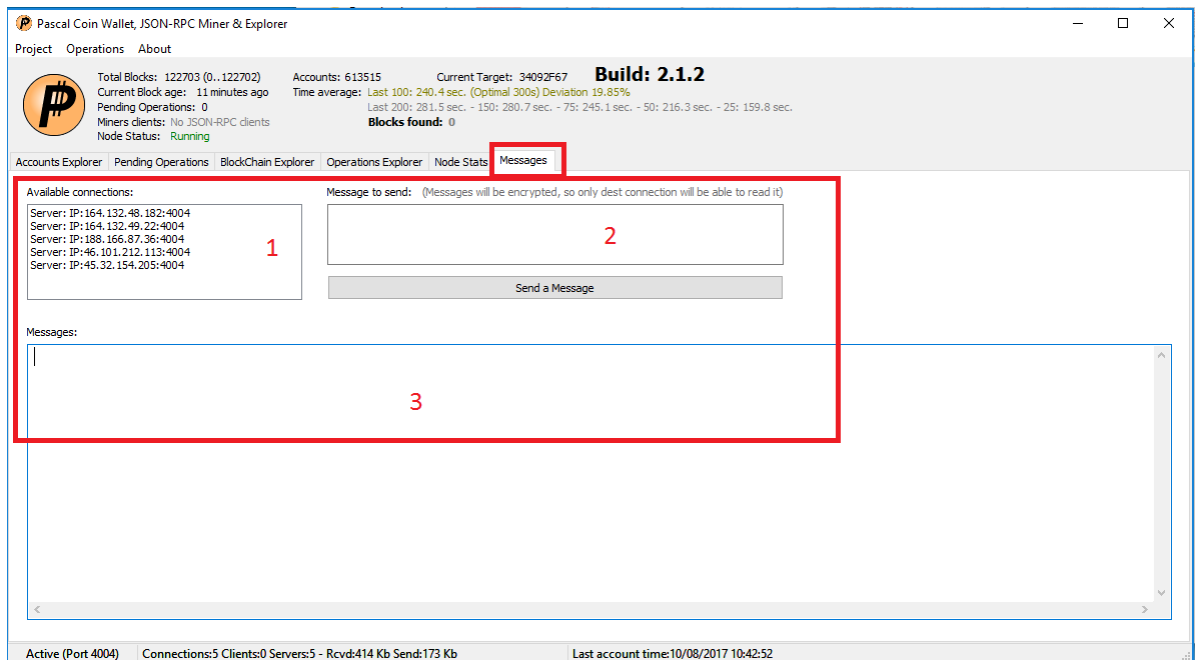 Pascal Coin Wallet, JSON-RPC Miner & Explorer
Project Operations About
Total Blocks: 122703 (0..122702) Accounts: 613515 Current Target: 34092F67 Build: 2.1.2
Current Block age: 11 minutes ago Time average: Last 100: 240.4 sec. (Optimal 300s) Deviation 19.85%
Pending Operations: 0 Last 200: 281.5 sec. - 150: 280.7 sec. - 75: 245.1 sec. - 50: 216.3 sec. - 25: 159.8 sec.
Miners clients: No JSON-RPC clients Blocks found: 0
Node Status: Running
Accounts Explorer Pending Operations BlockChain Explorer Operations Explorer Node Stats Messages
Available connections: Message to send: (Messages will be encrypted, so only dest connection will be able to read it)
Server: IP:164.132.48.182:4004
Server: IP:164.132.49.22:4004
Server: IP:188.166.87.36:4004
Server: IP:46.101.212.113:4004
Server: IP:45.32.154.205:4004
1
2
Send a Message
Messages:
3
Active (Port 4004) Connections:5 Clients:0 Servers:5 - Rcvd:414 Kb Send:173 Kb Last account time:10/08/2017 10:42:52